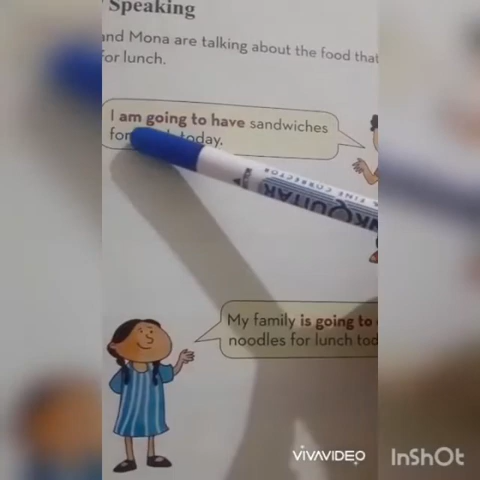 Speaking
and Mona are talking about the food that
for lunch.
I am going to have sandwiches
for today.
My family is going to
noodles for lunch tod
VIVAVIDEO
InShOt